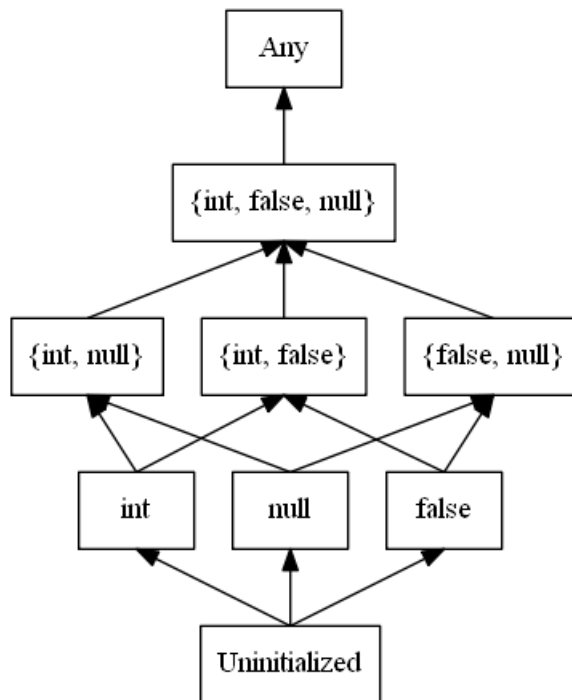 Any
{int, false, null}
{int, null}
{int, false}
{false, null}
int
null
false
Uninitialized